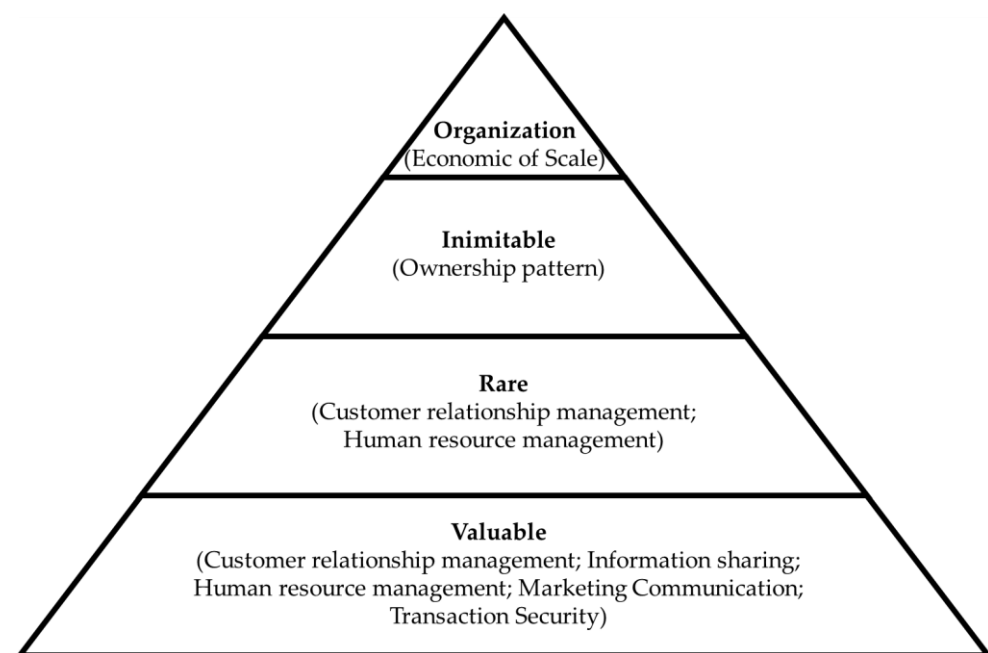 Organization
(Economic of Scale)
Inimitable
(Ownership pattern)
Rare
(Customer relationship management;
Human resource management)
Valuable
(Customer relationship management; Information sharing;
Human resource management; Marketing Communication;
Transaction Security)